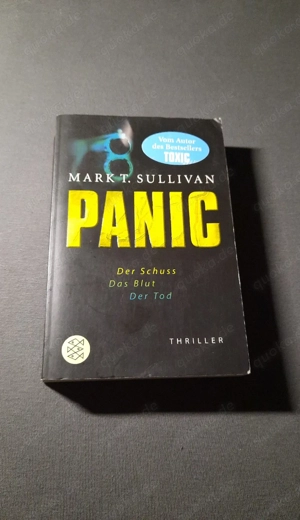 Vom Autor
des Bestsellers
TOXIC
MARK T. SULLIVAN
PANIC
Der Schuss
Das Blut
Der Tod
THRILLER